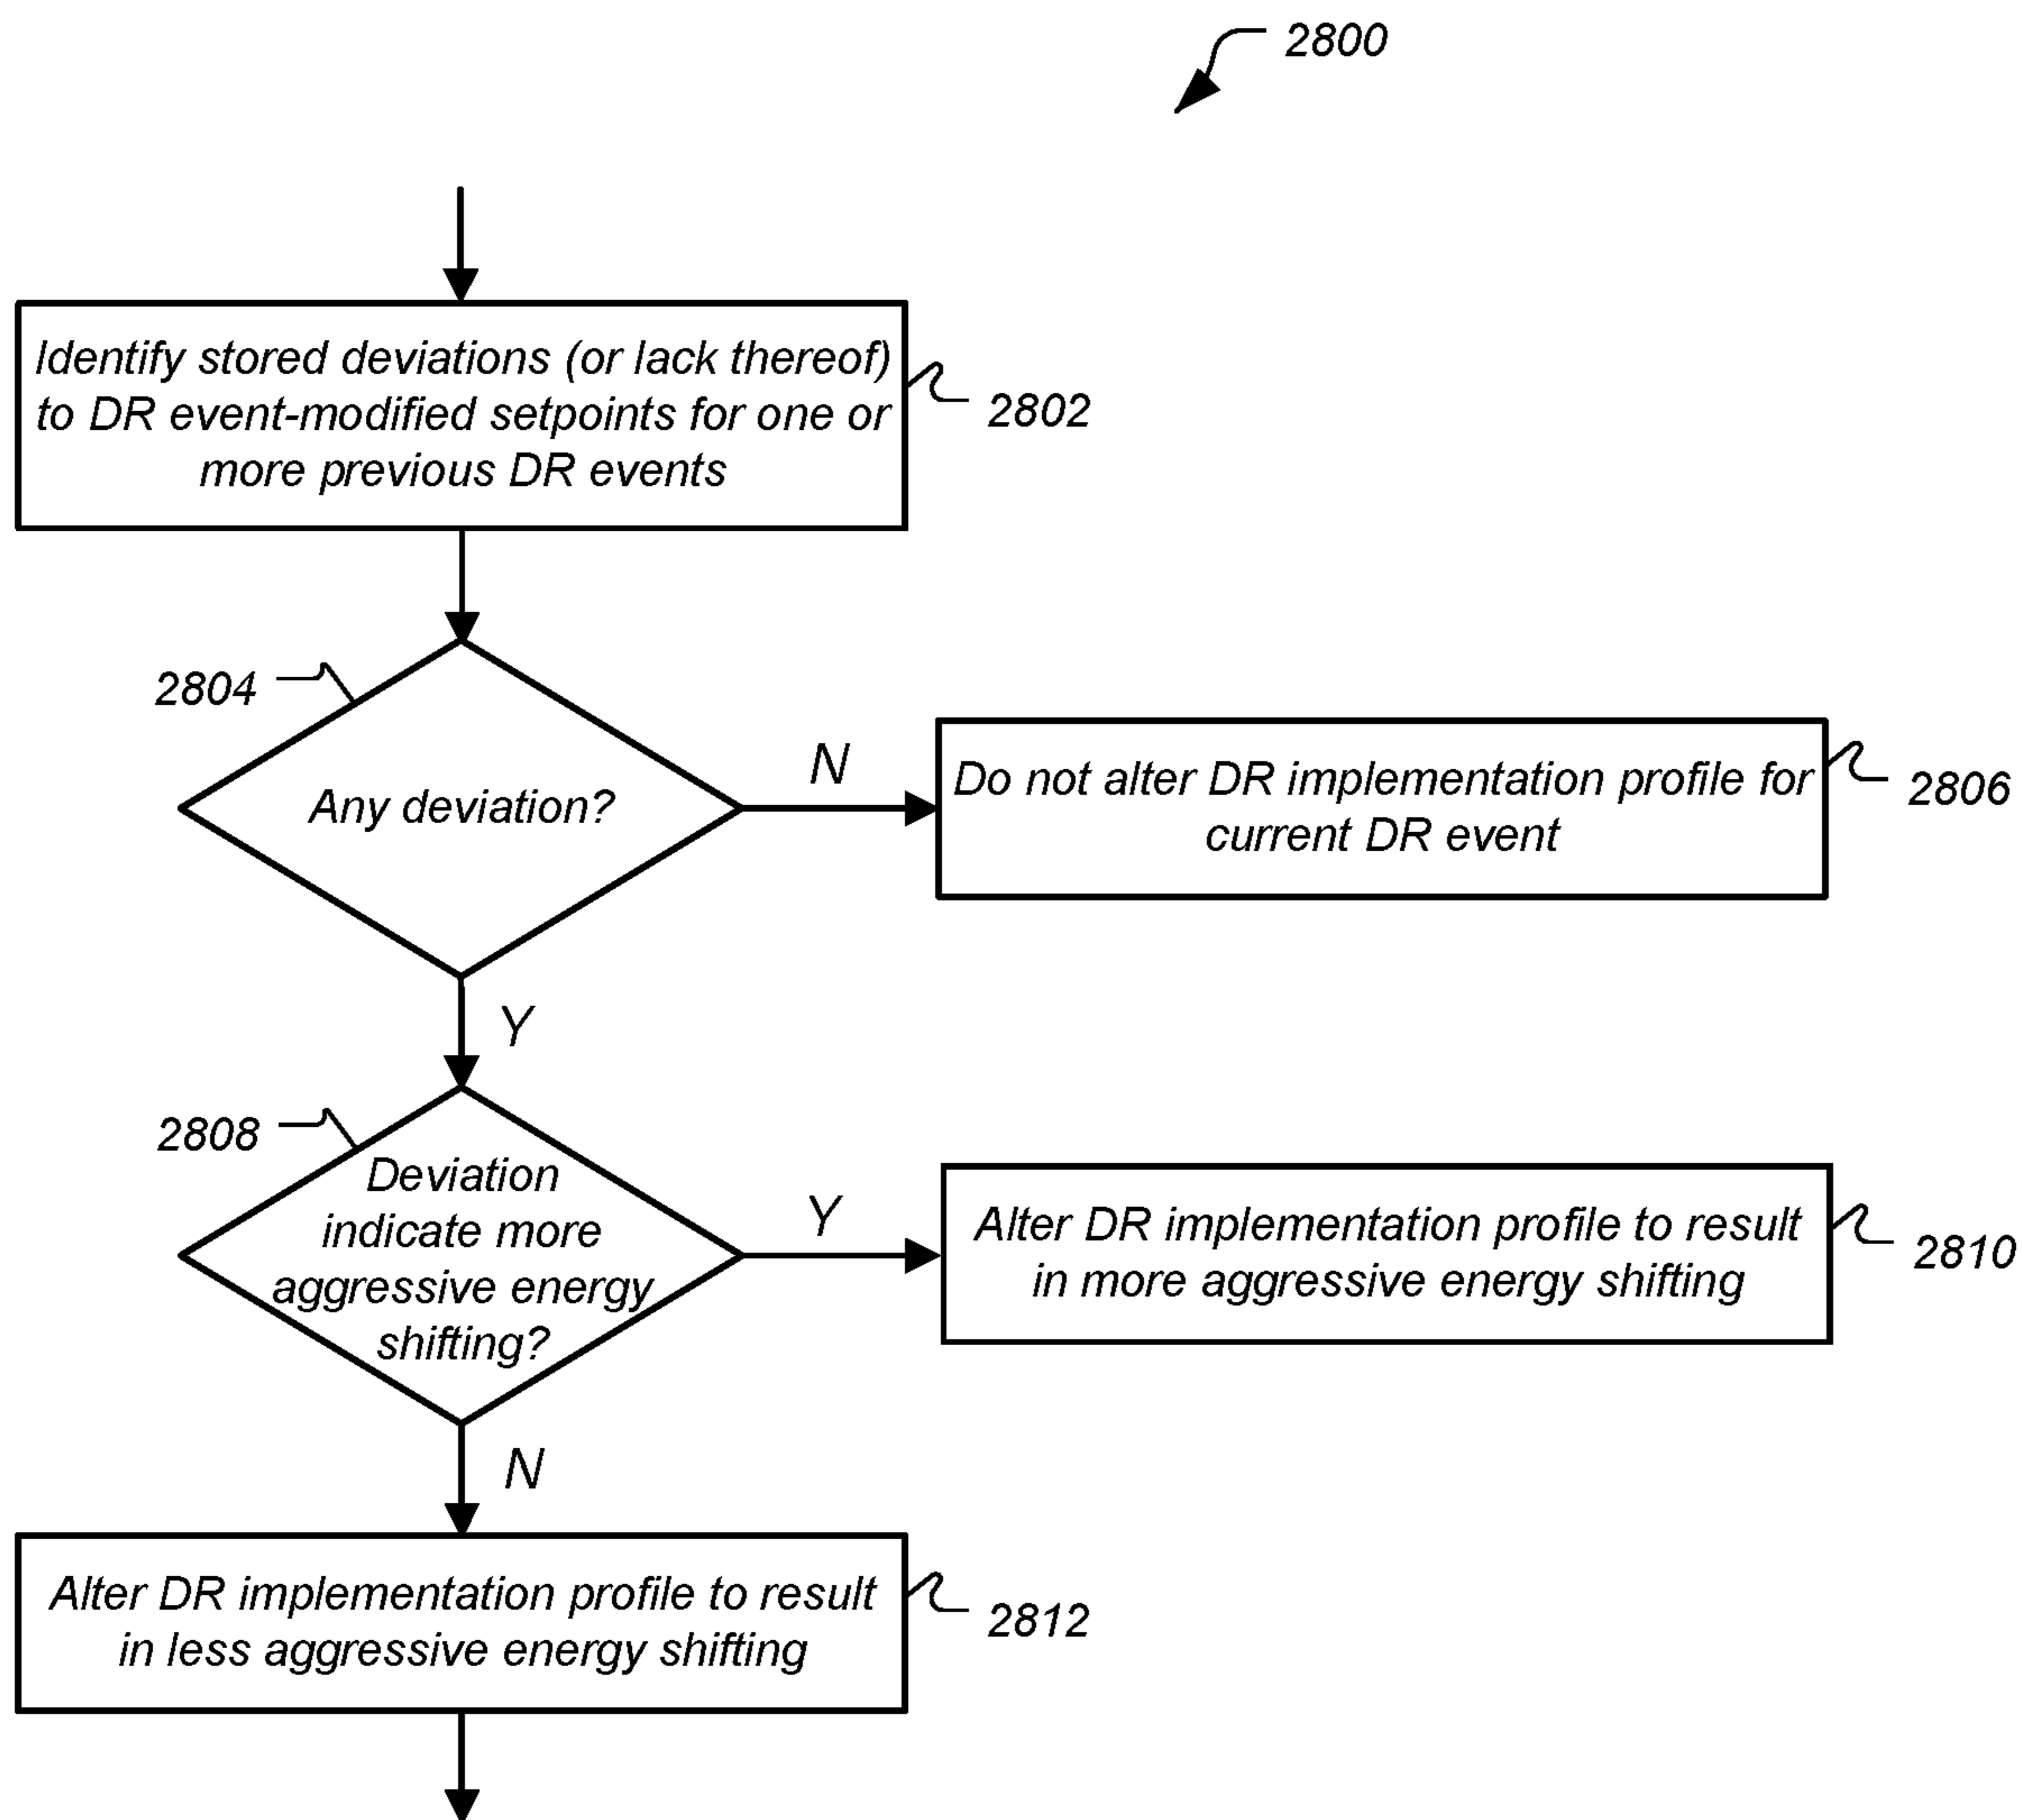 2800
Identify stored deviations (or lack thereof)
to DR event-modified setpoints for one or
more previous DR events
2802
2804
Any deviation?
N
Do not alter DR implementation profile for
current DR event
2806
Y
2808
Deviation
indicate more
aggressive energy
shifting?
Y
Alter DR implementation profile to result
in more aggressive energy shifting
2810
N
Alter DR implementation profile to result
in less aggressive energy shifting
2812